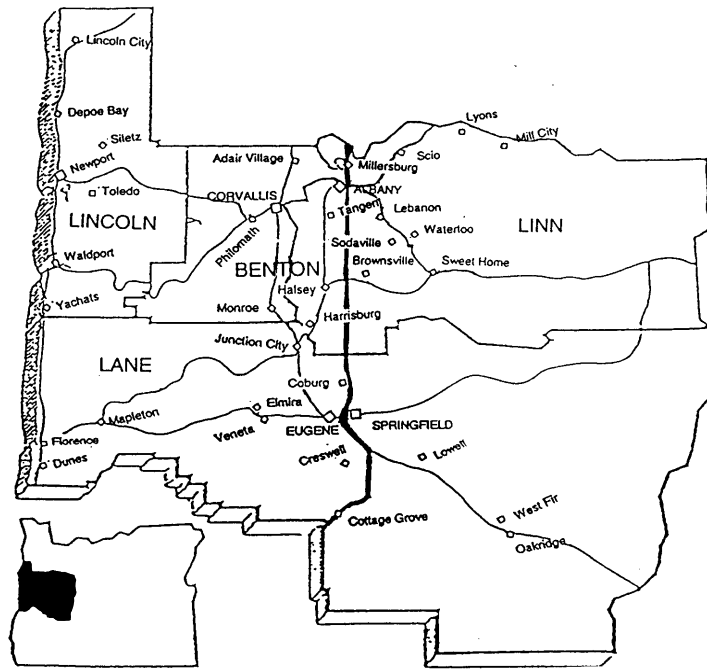 Lincoln City
Depoe Bay
Siletz
Newport
Toledo
LINCOLN
Waldport
Yachats
Adair Village
CORVALLIS
Philomath
BENTON
Monroe
Lyons
Mill City
Scio
Millersburg
ALBANY
Tangent
Lebanon
Waterloo
Sodaville
LINN
Brownsville
Sweet Home
Halsey
Harrisburg
Junction City
LANE
Coburg
Elmira
Mapleton
Veneta
EUGENE
SPRINGFIELD
Florence
Dunes
Creswell
Lowell
West Fir
Oakridge
Cottage Grove